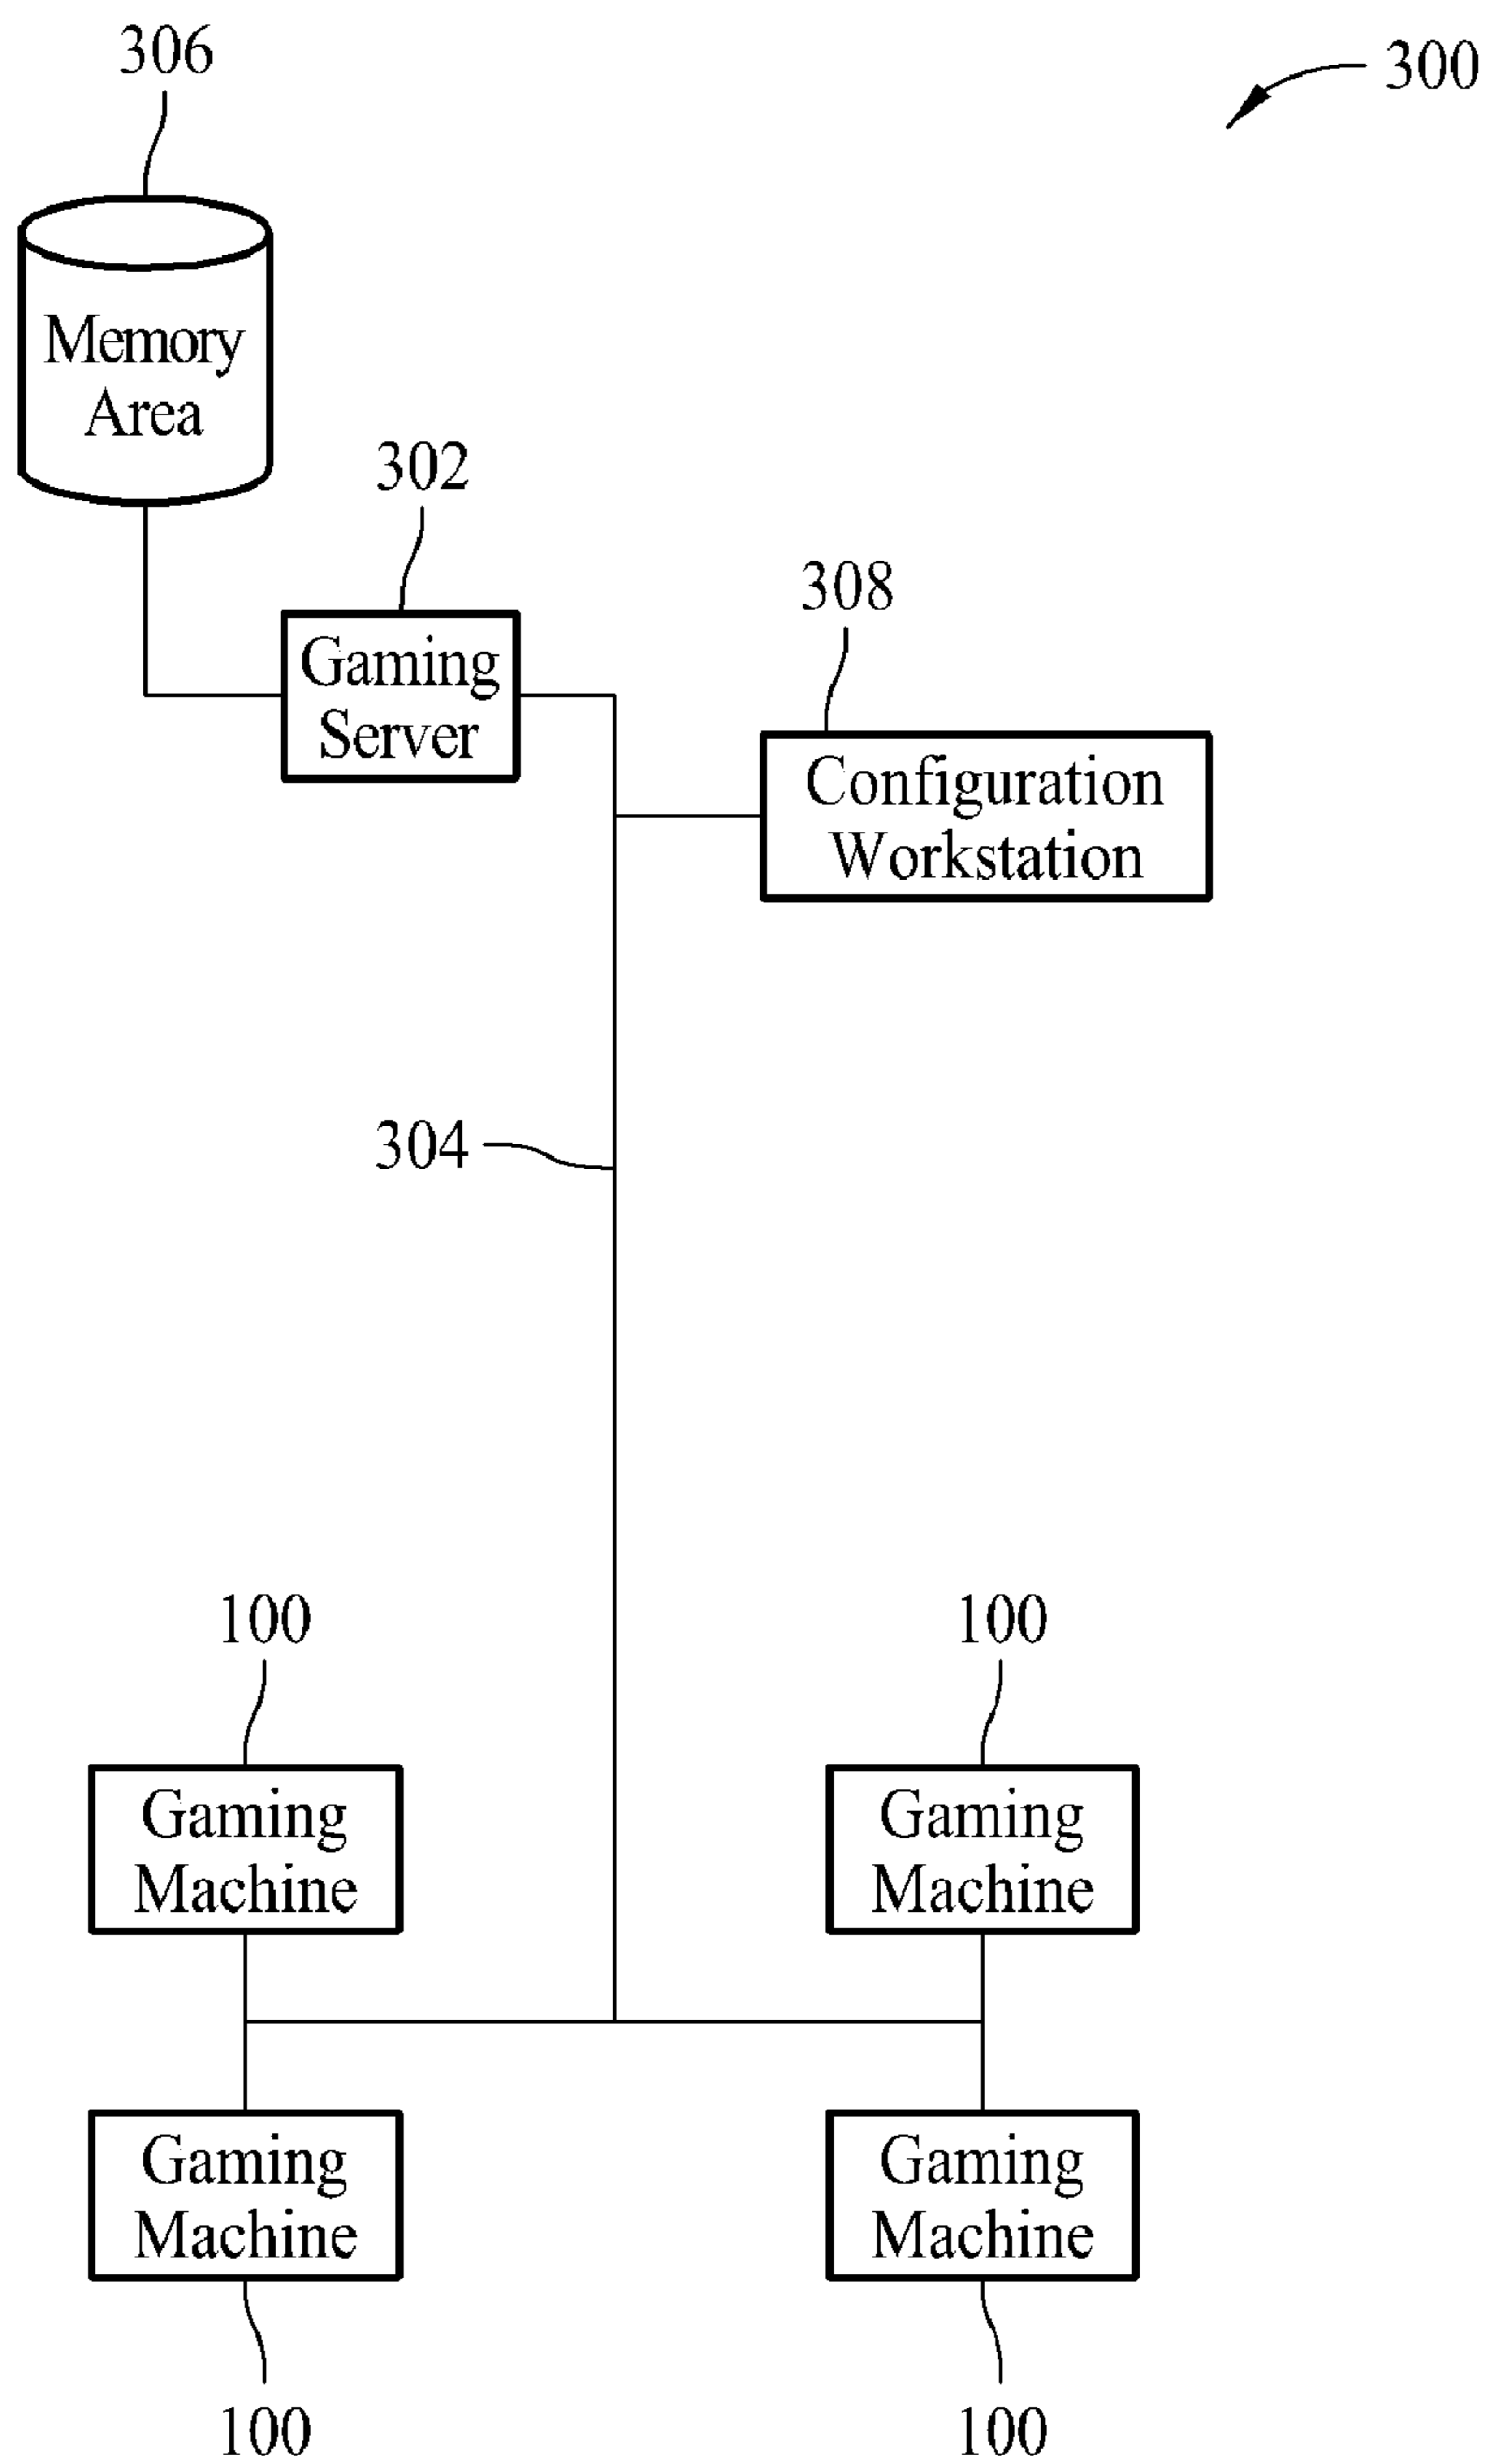 306
300
Memory
Area
302
308
Gaming
Server
Configuration
Workstation
304
100
100
Gaming
Machine
Gaming
Machine
Gaming
Machine
Gaming
Machine
100
100